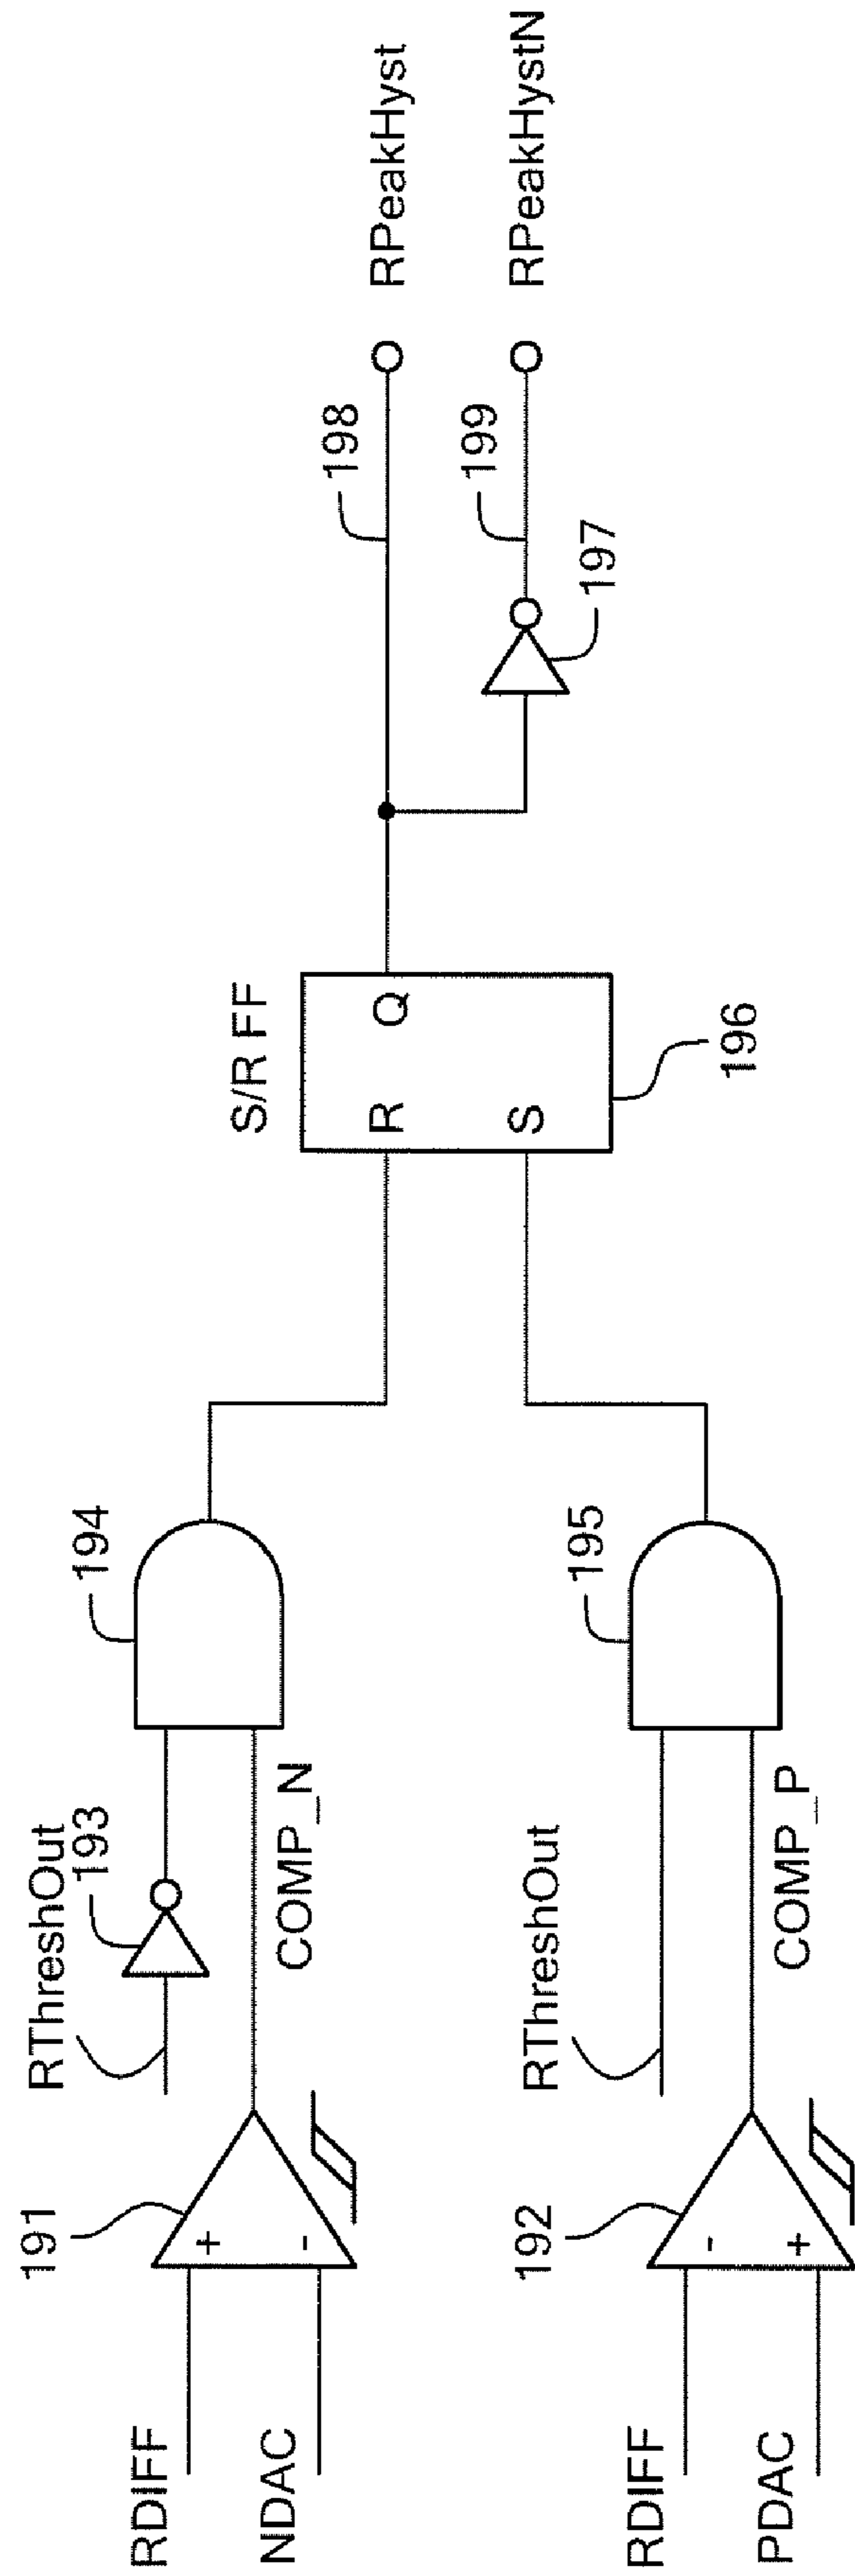 RDIFF
NDAC
191
+
-
RThreshOut
193
COMP_N
194
RDIFF
PDAC
192
-
+
RThreshOut
COMP_P
195
S/R FF
R
Q
S
196
198
RPeakHyst
199
197
RPeakHystN